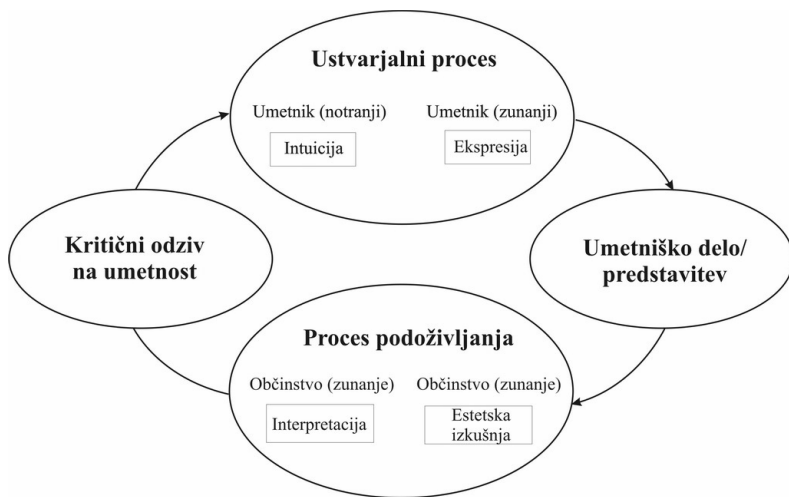 Ustvarjalni proces
Umetnik (notranji)
Umetnik (zunanji)
Intuicija
Ekspresija
Kritični odziv
na umetnost
Umetniško delo/
predstavitev
Proces podoživljanja
Občinstvo (zunanje)
Občinstvo (zunanje)
Interpretacija
Estetska
izkušnja